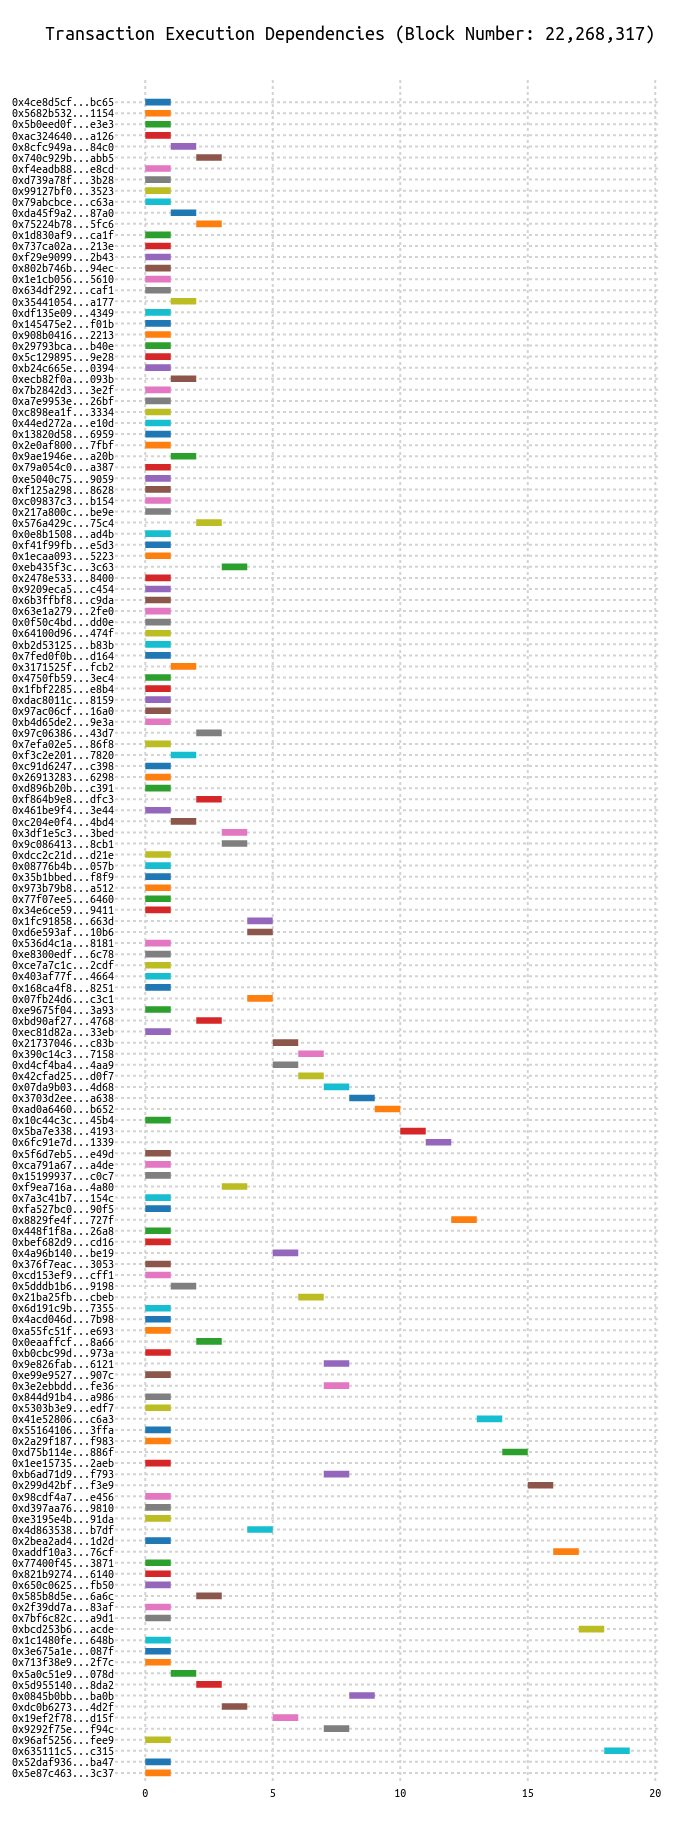 Transaction Execution Dependencies (Block Number: 22,268,317)
0x4ce8d5cf...bc65
0x5682b532...1154
0x5b0eed0f...e3e3
0xac324640...a126
0x8cfc949a...84c0
0x740c929b...abb5
0xf4eadb88...e8cd
0xd739a78f...3b28
0x99127bf0...3523
0x79abcbce...c63a
0xda45f9a2...87a0
0x75224b78...5fc6
0x1d830af9...ca1f
0x737ca02a...213e
0xf29e9099...2b43
0x802b746b...94ec
0x1e1cb056...5610
0x634df292...caf1
0x35441054...a177
0xdf135e09...4349
0x145475e2...f01b
0x908b0416...2213
0x29793bca...b40e
0x5c129895...9e28
0xb24c665e...0394
0xecb82f0a...093b
0x7b2842d3...3e2f
0xa7e9953e...26bf
0xc898ea1f...3334
0x44ed272a...e10d
0x13820d58...6959
0x2e0af800...7fbf
0x9ae1946e...a20b
0x79a054c0...a387
0xe5040c75...9059
0xf125a298...8628
0xc09837c3...b154
0x217a800c...be9e
0x576a429c...75c4
0x0e8b1508...ad4b
0xf41f99fb...e5d3
0x1ecaa093...5223
0xeb435f3c...3c63
0x2478e533...8400
0x9209eca5...c454
0x6b3ffbf8...c9da
0x63e1a279...2fe0
0x0f50c4bd...dd0e
0x64100d96...474f
0xb2d53125...b83b
0x7fed0f0b...d164
0x3171525f...fcb2
0x4750fb59...3ec4
0x1fbf2285...e8b4
0xdac8011c...8159
0x97ac06cf...16a0
0xb4d65de2...9e3a
0x97c06386...43d7
0x7efa02e5...86f8
0xf3c2e201...7820
0xc91d6247...c398
0x26913283...6298
0xd896b20b...c391
0xf864b9e8...dfc3
0x461be9f4...3e44
0xc204e0f4...4bd4
0x3df1e5c3...3bed
0x9c086413...8cb1
0xdcc2c21d...d21e
0x08776b4b...057b
0x35b1bbed...f8f9
0x973b79b8...a512
0x77f07ee5...6460
0x34e6ce59...9411
0x1fc91858...663d
0xd6e593af...10b6
0x536d4c1a...8181
0xe8300edf...6c78
0xce7a7c1c...2cdf
0x403af77f...4664
0x168ca4f8...8251
0x07fb24d6...c3c1
0xe9675f04...3a93
0xbd90af27...4768
0xec81d82a...33eb
0x21737046...c83b
0x390c14c3...7158
0xd4cf4ba4...4aa9
0x42cfad25...d0f7
0x07da9b03...4d68
0x3703d2ee...a638
0xad0a6460...b652
0x10c44c3c...45b4
0x5ba7e338...4193
0x6fc91e7d...1339
0x5f6d7eb5...e49d
0xca791a67...a4de
0x15199937...c0c7
0xf9ea716a...4a80
0x7a3c41b7...154c
0xfa527bc0...90f5
0x8829fe4f...727f
0x448f1f8a...26a8
0xbef682d9...cd16
0x4a96b140...be19
0x376f7eac...3053
0xcd153ef9...cff1
0x5dddb1b6...9198
0x21ba25fb...cbeb
0x6d191c9b...7355
0x4acd046d...7b98
0xa55fc51f...e693
0x0eaaffcf...8a66
0xb0cbc99d...973a
0x9e826fab...6121
0xe99e9527...907c
0x3e2ebbdd...fe36
0x844d91b4...a986
0x5303b3e9...edf7
0x41e52806...c6a3
0x55164106...3ffa
0x2a29f187...f983
0xd75b114e...886f
0x1ee15735...2aeb
0xb6ad71d9...f793
0x299d42bf...f3e9
0x98cdf4a7...e456
0xd397aa76...9810
0xe3195e4b...91da
0x4d863538...b7df
0x2bea2ad4...1d2d
0xaddf10a3...76cf
0x77400f45...3871
0x821b9274...6140
0x650c0625...fb50
0x585b8d5e...6a6c
0x2f39dd7a...83af
0x7bf6c82c...a9d1
0xbcd253b6...acde
0x1c1480fe...648b
0x3e675a1e...087f
0x713f38e9...2f7c
0x5a0c51e9...078d
0x5d955140...8da2
0x0845b0bb...ba0b
0xdc0b6273...4d2f
0x19ef2f78...d15f
0x9292f75e...f94c
0x96af5256...fee9
0x635111c5...c315
0x52daf936...ba47
0x5e87c463...3c37
0 5 10 15 20